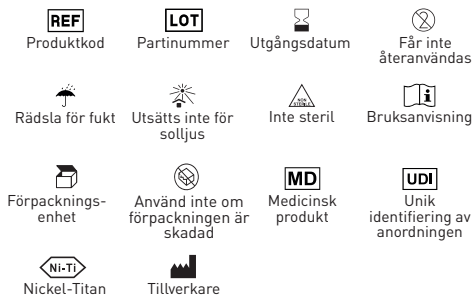 REF
LOT
2
Produktkod
Partinummer
Utgångsdatum
Får inte
återanvändas
NON
STERILE
i
Rädsla för fukt
Utsätts inte för
solljus
Inte steril
Bruksanvisning
MD
UDI
Förpacknings-
enhet
Använd inte om
förpackningen är
skadad
Medicinsk
produkt
Unik
identifiering av
anordningen
Ni-Ti
Nickel-Titan
Tillverkare